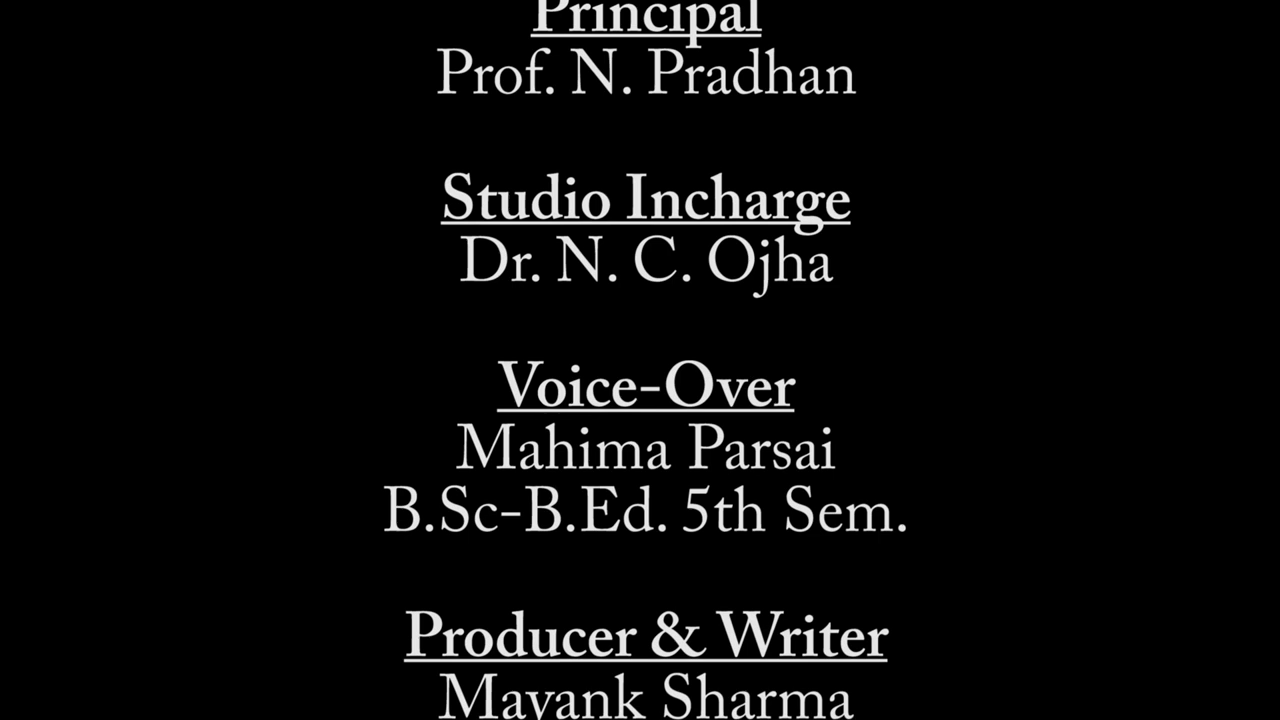 Principal
Prof. N. Pradhan
Studio Incharge
Dr. N. C. Ojha
Voice-Over
Mahima Parsai
B.Sc-B.Ed. 5th Sem.
Producer & Writer
Mayank Sharma